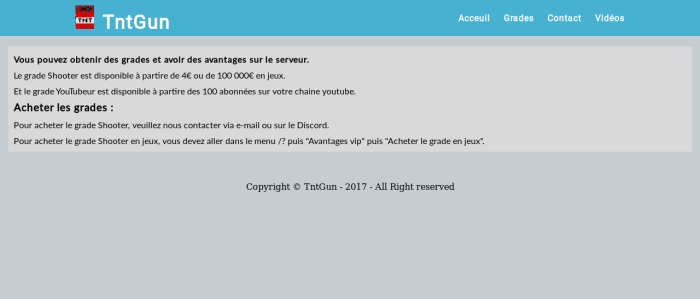 TNT
TntGun
Acceuil Grades Contact Vidéos
Vous pouvez obtenir des grades et avoir des avantages sur le serveur.
Le grade Shooter est disponible à partire de 4€ ou de 100 000€ en jeux.
Et le grade YouTubeur est disponible à partire des 100 abonnées sur votre chaine youtube.
Acheter les grades :
Pour acheter le grade Shooter, veuillez nous contacter via e-mail ou sur le Discord.
Pour acheter le grade Shooter en jeux, vous devez aller dans le menu /? puis "Avantages vip" puis "Acheter le grade en jeux".
Copyright © TntGun - 2017 - All Right reserved